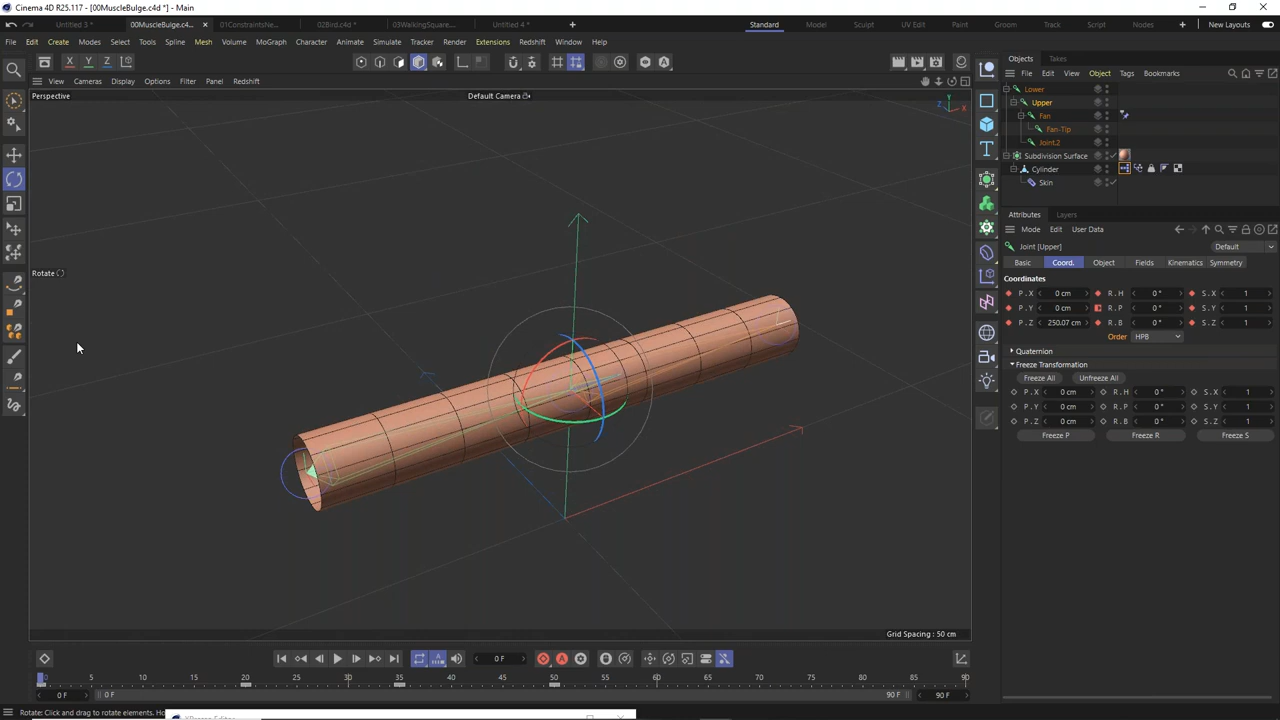 Cinema 4D R25.117 - [00MuscleBulge.c4d *] - Main
Untitled 3 *
00MuscleBulge.c4...
01ConstraintsNe...
02Bird.c4d *
03WalkingSquare....
Untitled 4 *
Standard
Model
Sculpt
UV Edit
Paint
Groom
Track
Script
Nodes
New Layouts
File
Edit
Create
Modes
Select
Tools
Spline
Mesh
Volume
MoGraph
Character
Animate
Simulate
Tracker
Render
Extensions
Redshift
Window
Help
X
Y
Z
View
Cameras
Display
Options
Filter
Panel
Redshift
Perspective
Default Camera
Y
Z
X
Rotate
Grid Spacing : 50 cm
Objects
Takes
File
Edit
View
Object
Tags
Bookmarks
Lower
Upper
Fan
Fan-Tip
Joint.2
Subdivision Surface
Cylinder
Skin
Attributes
Layers
Mode
Edit
User Data
Joint [Upper]
Default
Basic
Coord.
Object
Fields
Kinematics
Symmetry
Coordinates
P . X 0 cm R . H 0 ° S . X 1
P . Y 0 cm R . P 0 ° S . Y 1
P . Z 250.07 cm R . B 0 ° S . Z 1
Order HPB
Quaternion
Freeze Transformation
Freeze All
Unfreeze All
P . X 0 cm R . H 0 ° S . X 1
P . Y 0 cm R . P 0 ° S . Y 1
P . Z 0 cm R . B 0 ° S . Z 1
Freeze P
Freeze R
Freeze S
0 F
0 10 20 30 35 40 50 60 65 70 75 80 85 90
0 F
0 F
90 F
90 F
Rotate: Click and drag to rotate elements. Ho